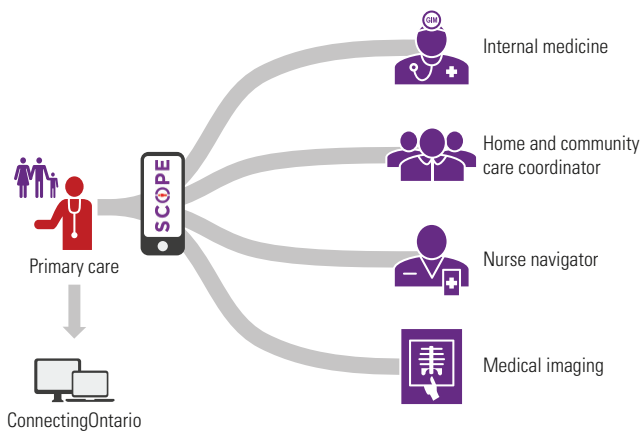 GIM
Internal medicine
Home and community
care coordinator
SCOPE
Primary care
Nurse navigator
Medical imaging
ConnectingOntario